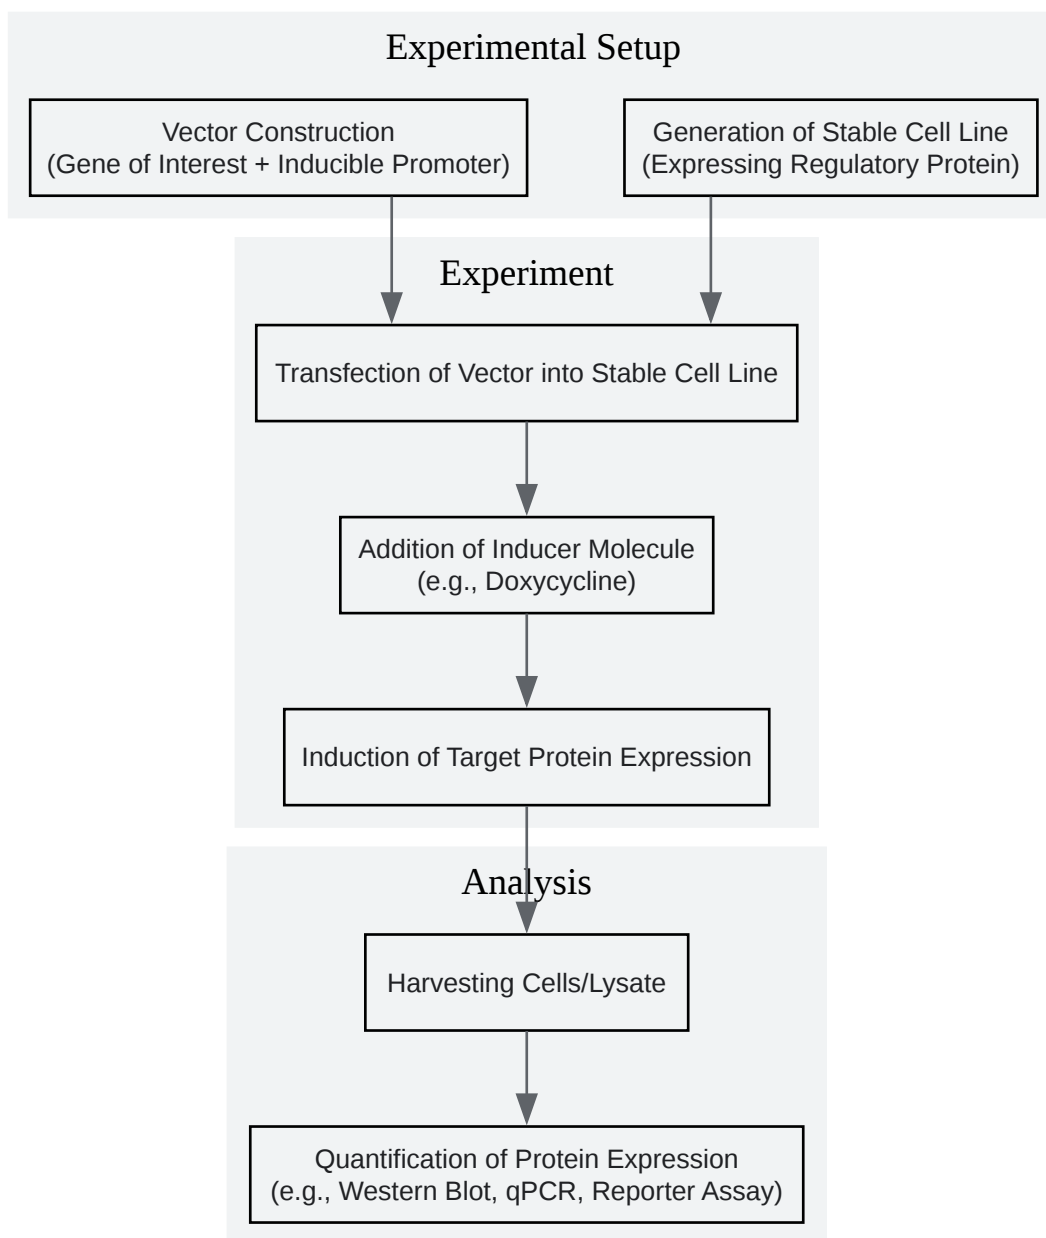 Experimental Setup
Vector Construction
(Gene of Interest + Inducible Promoter)
Generation of Stable Cell Line
(Expressing Regulatory Protein)
Experiment
Transfection of Vector into Stable Cell Line
Addition of Inducer Molecule
(e.g., Doxycycline)
Induction of Target Protein Expression
Analysis
Harvesting Cells/Lysate
Quantification of Protein Expression
(e.g., Western Blot, qPCR, Reporter Assay)